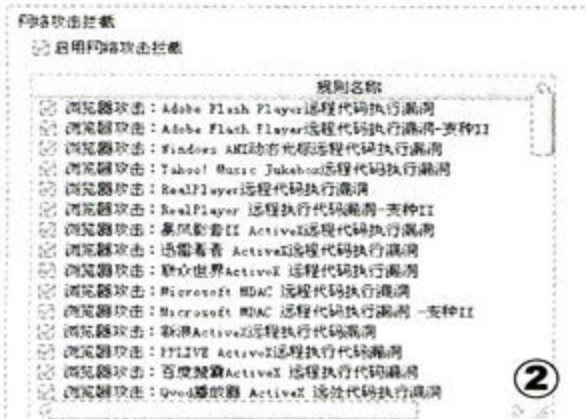 网络攻击拦截
启用网络攻击拦截
规则名称
浏览器攻击：Adobe Flash Player远程代码执行漏洞
浏览器攻击：Adobe Flash Player远程代码执行漏洞-变种II
浏览器攻击：Windows ANI动态光标远程代码执行漏洞
浏览器攻击：Yahoo! Music Jukebox远程代码执行漏洞
浏览器攻击：RealPlayer远程代码执行漏洞
浏览器攻击：RealPlayer 远程执行代码漏洞-变种II
浏览器攻击：暴风影音II ActiveX远程代码执行漏洞
浏览器攻击：迅雷看看 ActiveX远程代码执行漏洞
浏览器攻击：联众世界ActiveX 远程代码执行漏洞
浏览器攻击：Microsoft MDAC 远程代码执行漏洞
浏览器攻击：Microsoft MDAC 远程代码执行漏洞 -变种II
浏览器攻击：新浪ActiveX远程代码执行漏洞
浏览器攻击：PPLIVE ActiveX远程执行代码漏洞
浏览器攻击：百度搜霸ActiveX 远程执行代码漏洞
浏览器攻击：Qvod播放器 ActiveX 远处代码执行漏洞
②